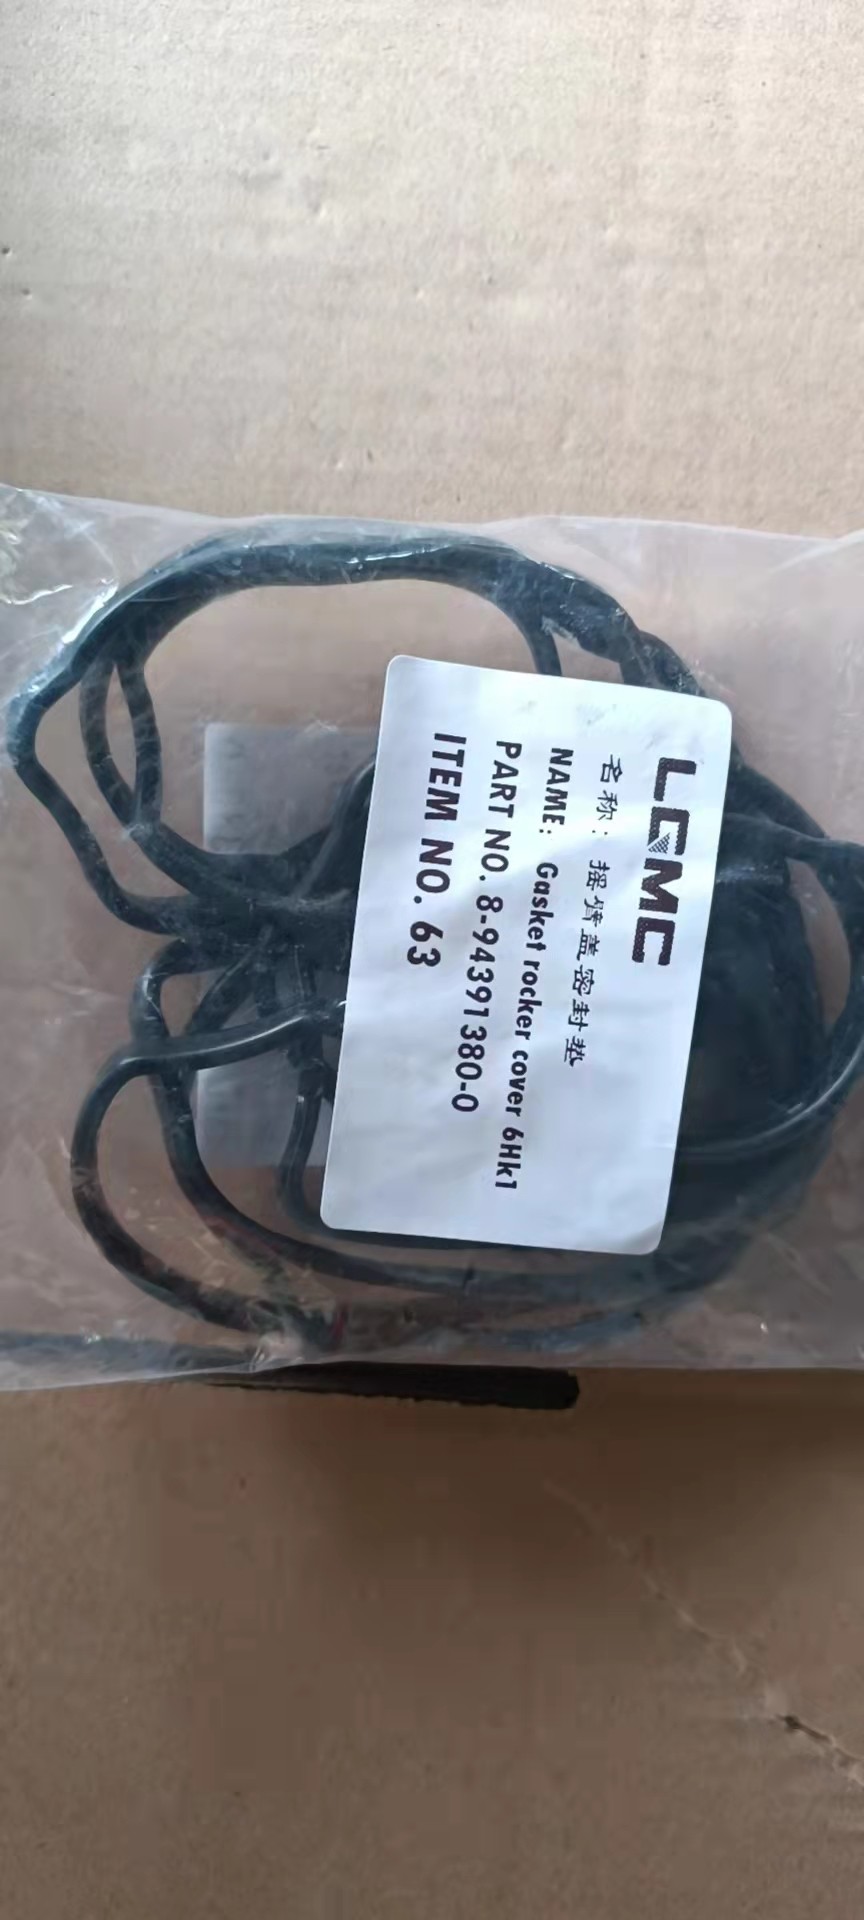 LGMC
名称：摇臂盖密封垫
NAME: Gasket rocker cover 6Hk1
PART NO. 8-94391380-0
ITEM NO. 63